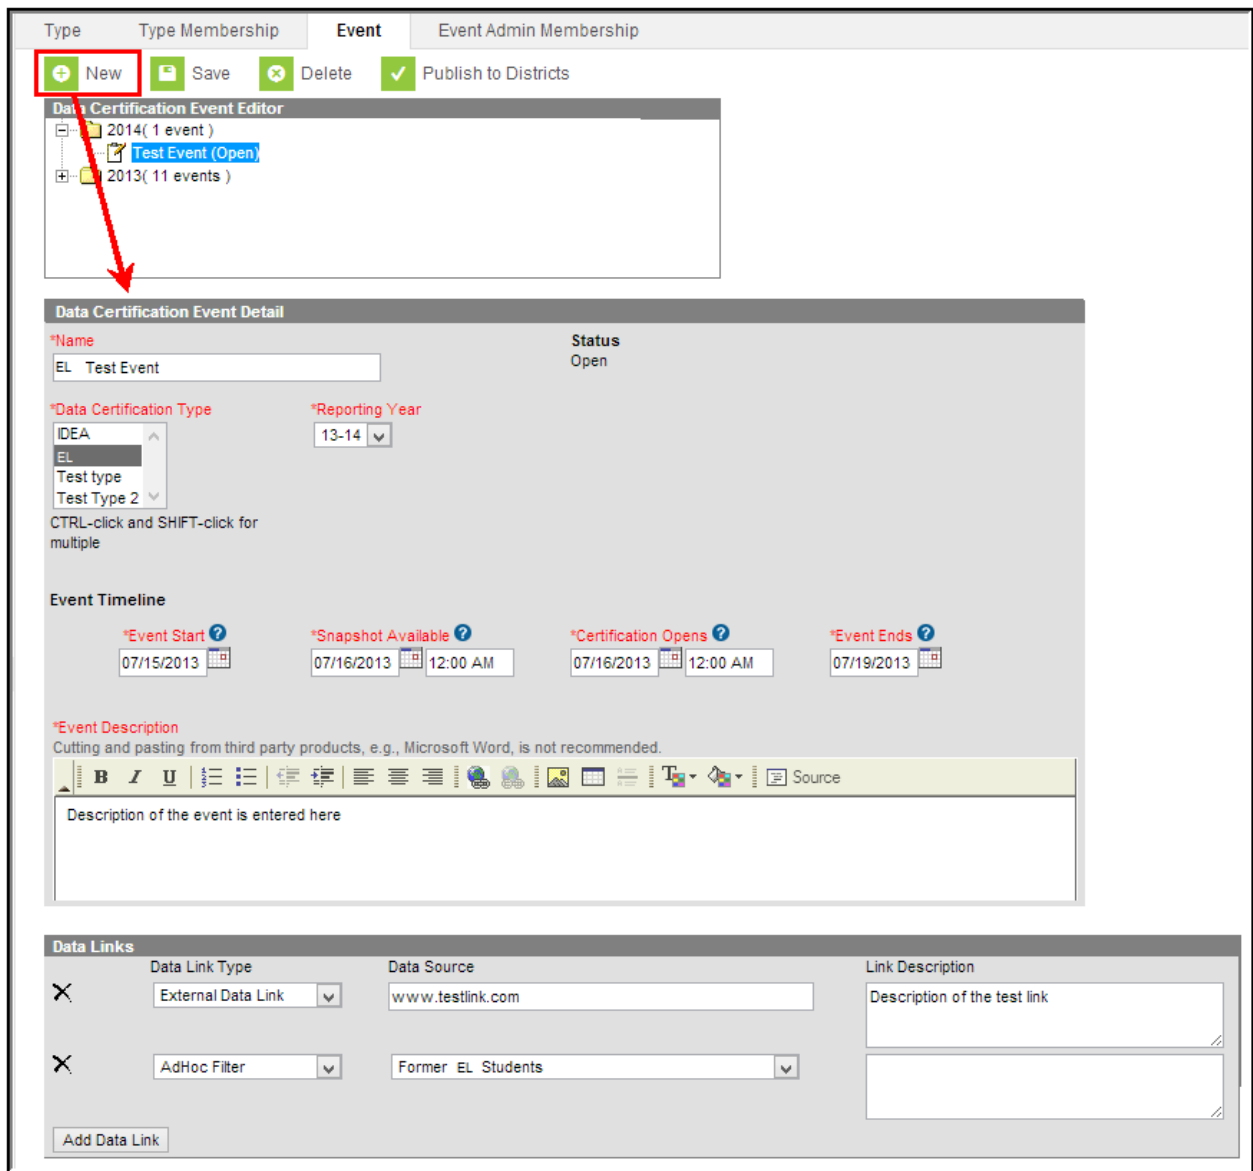 Type Type Membership Event Event Admin Membership
New Save Delete Publish to Districts
Data Certification Event Editor
2014( 1 event )
Test Event (Open)
2013( 11 events )
Data Certification Event Detail
*Name Status
EL Test Event Open
*Data Certification Type *Reporting Year
IDEA 13-14
EL
Test type
Test Type 2
CTRL-click and SHIFT-click for
multiple
Event Timeline
*Event Start ? *Snapshot Available ? *Certification Opens ? *Event Ends ?
07/15/2013 07/16/2013 12:00 AM 07/16/2013 12:00 AM 07/19/2013
*Event Description
Cutting and pasting from third party products, e.g., Microsoft Word, is not recommended.
B I U Source
Description of the event is entered here
Data Links
Data Link Type Data Source Link Description
External Data Link www.testlink.com Description of the test link
AdHoc Filter Former EL Students
Add Data Link